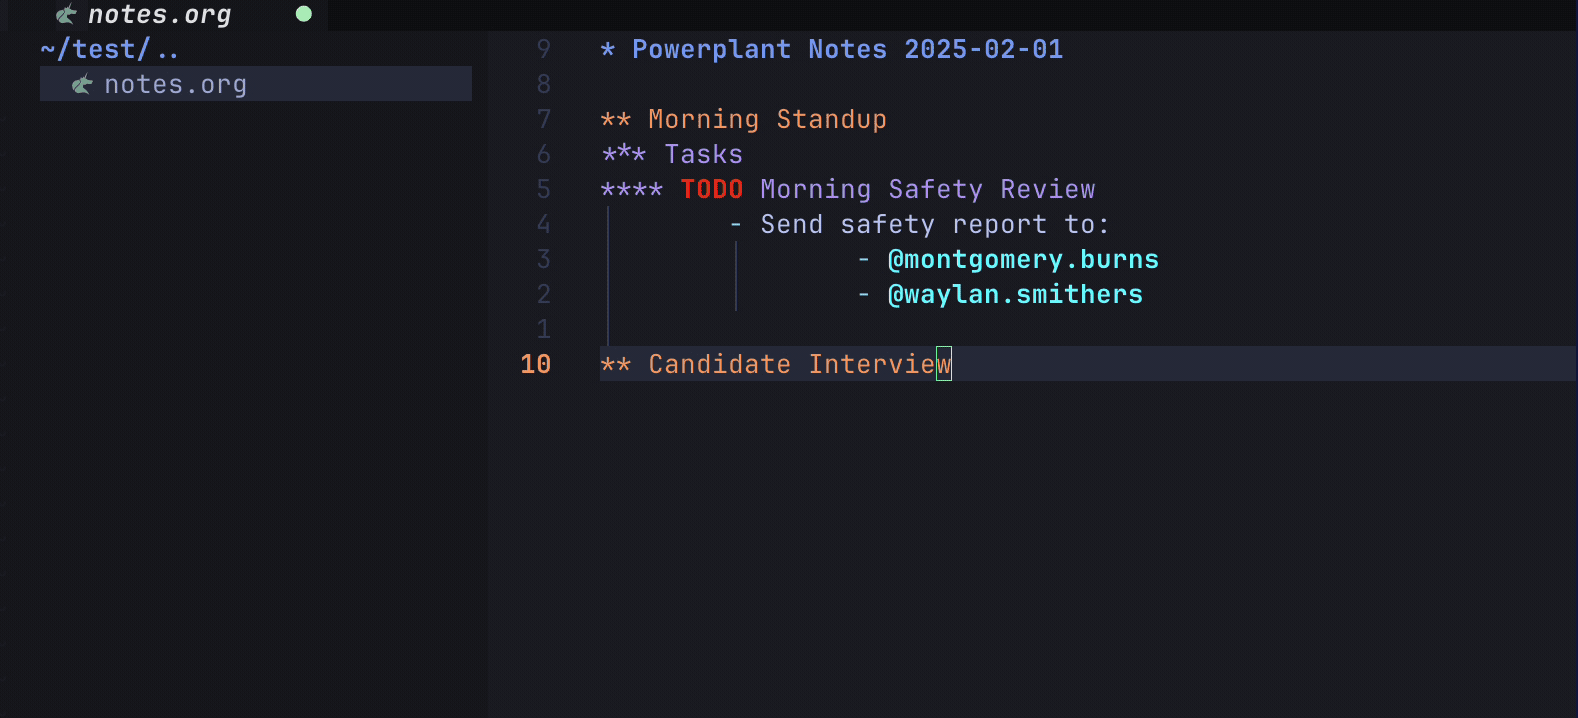 notes.org
~/test/..
notes.org
9 * Powerplant Notes 2025-02-01
8
7 ** Morning Standup
6 *** Tasks
5 **** TODO Morning Safety Review
4 - Send safety report to:
3 - @montgomery.burns
2 - @waylan.smithers
1
10 ** Candidate Interview